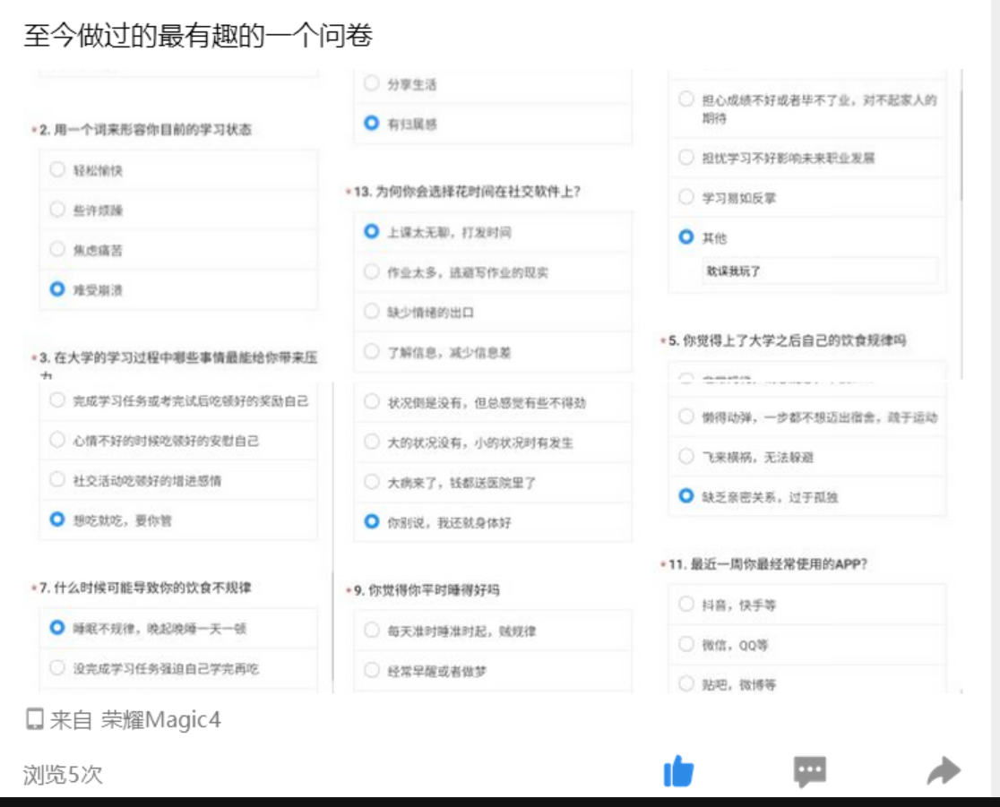 至今做过的最有趣的一个问卷
*2. 用一个词来形容你目前的学习状态
轻松愉快
些许烦躁
焦虑痛苦
难受崩溃
*3. 在大学的学习过程中哪些事情最能给你带来压
力
分享生活
有归属感
*13. 为何你会选择花时间在社交软件上?
上课太无聊，打发时间
作业太多，逃避写作业的现实
缺少情绪的出口
了解信息，减少信息差
担心成绩不好或者毕不了业，对不起家人的
期待
担忧学习不好影响未来职业发展
学习易如反掌
其他
耽误我玩了
*5. 你觉得上了大学之后自己的饮食规律吗
完成学习任务或考完试后吃顿好的奖励自己
心情不好的时候吃顿好的安慰自己
社交活动吃顿好的增进感情
想吃就吃，要你管
*7. 什么时候可能导致你的饮食不规律
睡眠不规律，晚起晚睡一天一顿
没完成学习任务强迫自己学完再吃
状况倒是没有，但总感觉有些不得劲
大的状况没有，小的状况时有发生
大病来了，钱都送医院里了
你别说，我还就身体好
*9. 你觉得你平时睡得好吗
每天准时睡准时起，贼规律
经常早醒或者做梦
懒得动弹，一步都不想迈出宿舍，疏于运动
飞来横祸，无法躲避
缺乏亲密关系，过于孤独
*11. 最近一周你最经常使用的APP?
抖音，快手等
微信，QQ等
贴吧，微博等
来自 荣耀Magic4
浏览5次